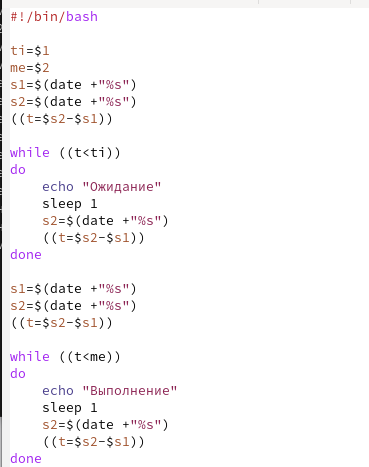 #!/bin/bash
ti=$1
me=$2
s1=$(date +"%s")
s2=$(date +"%s")
((t=$s2-$s1))
while ((t<ti))
do
echo "Ожидание"
sleep 1
s2=$(date +"%s")
((t=$s2-$s1))
done
s1=$(date +"%s")
s2=$(date +"%s")
((t=$s2-$s1))
while ((t<me))
do
echo "Выполнение"
sleep 1
s2=$(date +"%s")
((t=$s2-$s1))
done